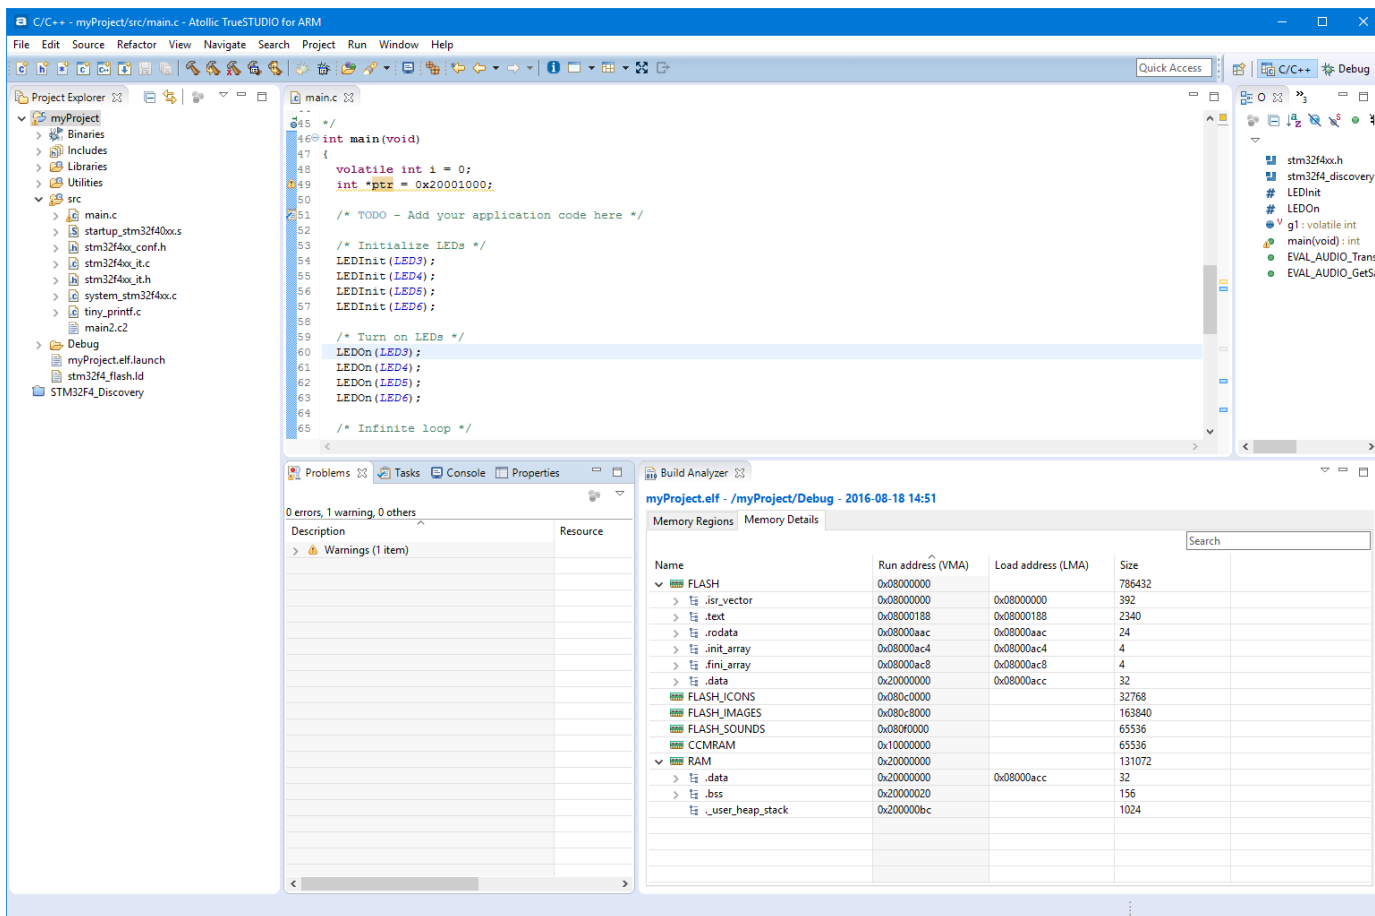 C/C++ - myProject/src/main.c - Atollic TrueSTUDIO for ARM
File Edit Source Refactor View Navigate Search Project Run Window Help
Quick Access
C/C++ Debug
Project Explorer
myProject
Binaries
Includes
Libraries
Utilities
src
main.c
startup_stm32f40xx.s
stm32f4xx_conf.h
stm32f4xx_it.c
stm32f4xx_it.h
system_stm32f4xx.c
tiny_printf.c
main2.c2
Debug
myProject.elf.launch
stm32f4_flash.ld
STM32F4_Discovery
main.c
45 */
46 int main(void)
47 {
48 volatile int i = 0;
49 int *ptr = 0x20001000;
50
51 /* TODO - Add your application code here */
52
53 /* Initialize LEDs */
54 LEDInit(LED3);
55 LEDInit(LED4);
56 LEDInit(LED5);
57 LEDInit(LED6);
58
59 /* Turn on LEDs */
60 LEDOn(LED3);
61 LEDOn(LED4);
62 LEDOn(LED5);
63 LEDOn(LED6);
64
65 /* Infinite loop */
O
3
stm32f4xx.h
stm32f4_discovery
LEDInit
LEDOn
g1 : volatile int
main(void) : int
EVAL_AUDIO_Trans
EVAL_AUDIO_GetSa
Problems Tasks Console Properties
0 errors, 1 warning, 0 others
Description Resource
Warnings (1 item)
Build Analyzer
myProject.elf - /myProject/Debug - 2016-08-18 14:51
Memory Regions Memory Details
Search
Name Run address (VMA) Load address (LMA) Size
FLASH 0x08000000 786432
.isr_vector 0x08000000 0x08000000 392
.text 0x08000188 0x08000188 2340
.rodata 0x08000aac 0x08000aac 24
.init_array 0x08000ac4 0x08000ac4 4
.fini_array 0x08000ac8 0x08000ac8 4
.data 0x20000000 0x08000acc 32
FLASH_ICONS 0x080c0000 32768
FLASH_IMAGES 0x080c8000 163840
FLASH_SOUNDS 0x080f0000 65536
CCMRAM 0x10000000 65536
RAM 0x20000000 131072
.data 0x20000000 0x08000acc 32
.bss 0x20000020 156
._user_heap_stack 0x200000bc 1024